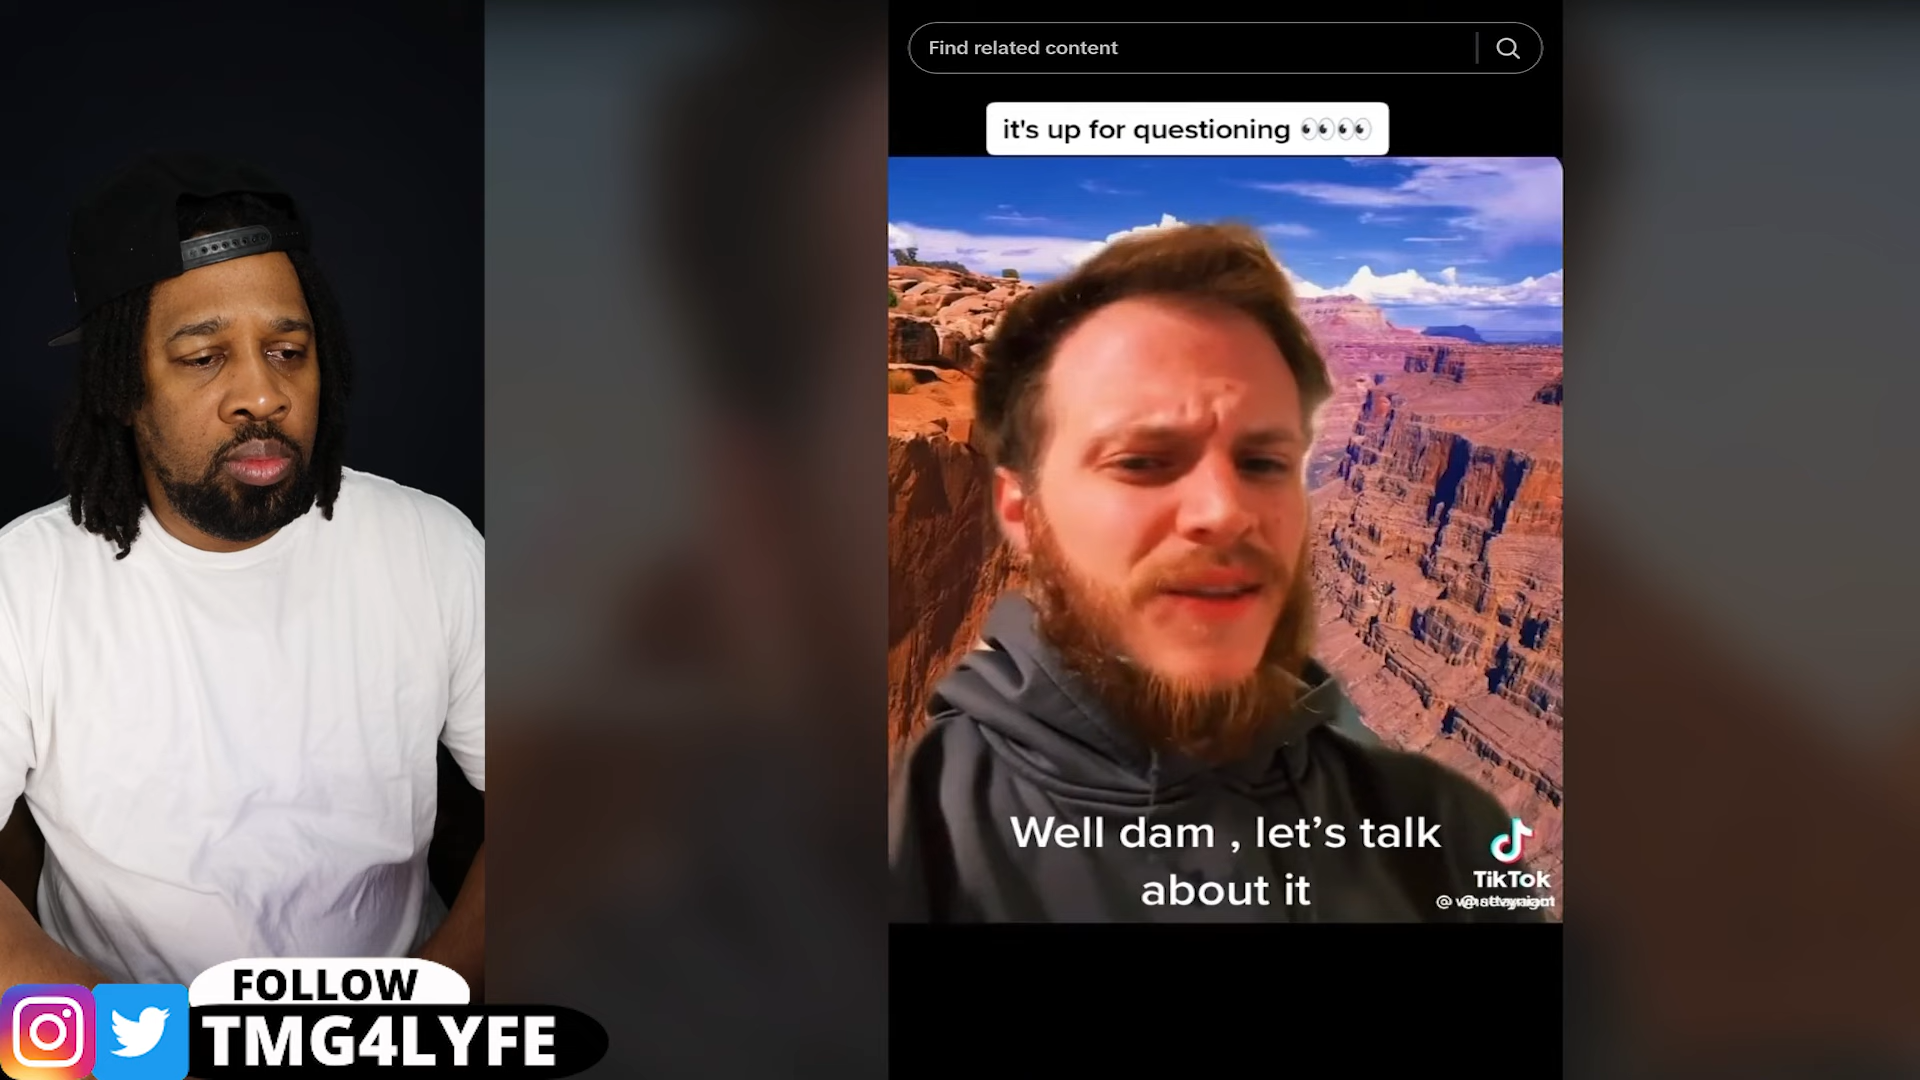 Find related content
it's up for questioning 👀👀
Well dam , let's talk
about it
TikTok
FOLLOW
TMG4LYFE